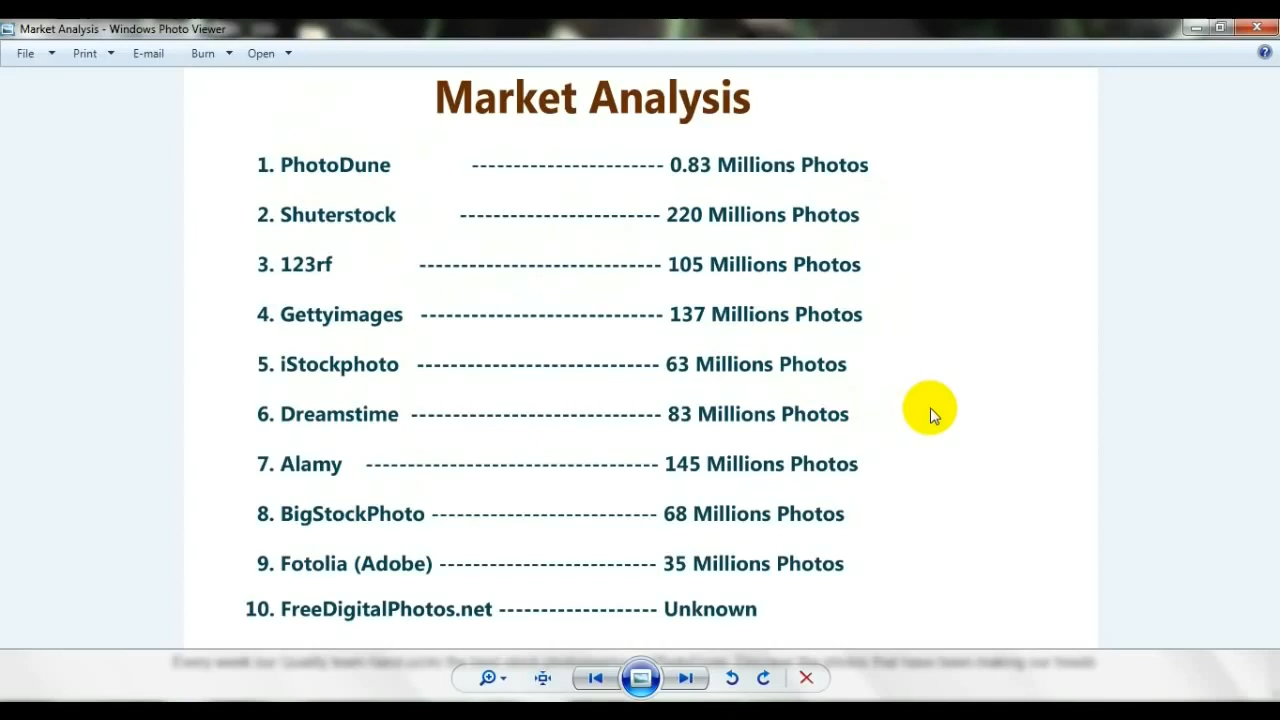 Market Analysis - Windows Photo Viewer
File Print E-mail Burn Open
Market Analysis
1. PhotoDune ----------------------- 0.83 Millions Photos
2. Shuterstock ------------------------ 220 Millions Photos
3. 123rf ----------------------------- 105 Millions Photos
4. Gettyimages ----------------------------- 137 Millions Photos
5. iStockphoto ----------------------------- 63 Millions Photos
6. Dreamstime ------------------------------ 83 Millions Photos
7. Alamy ----------------------------------- 145 Millions Photos
8. BigStockPhoto --------------------------- 68 Millions Photos
9. Fotolia (Adobe) -------------------------- 35 Millions Photos
10. FreeDigitalPhotos.net ------------------- Unknown